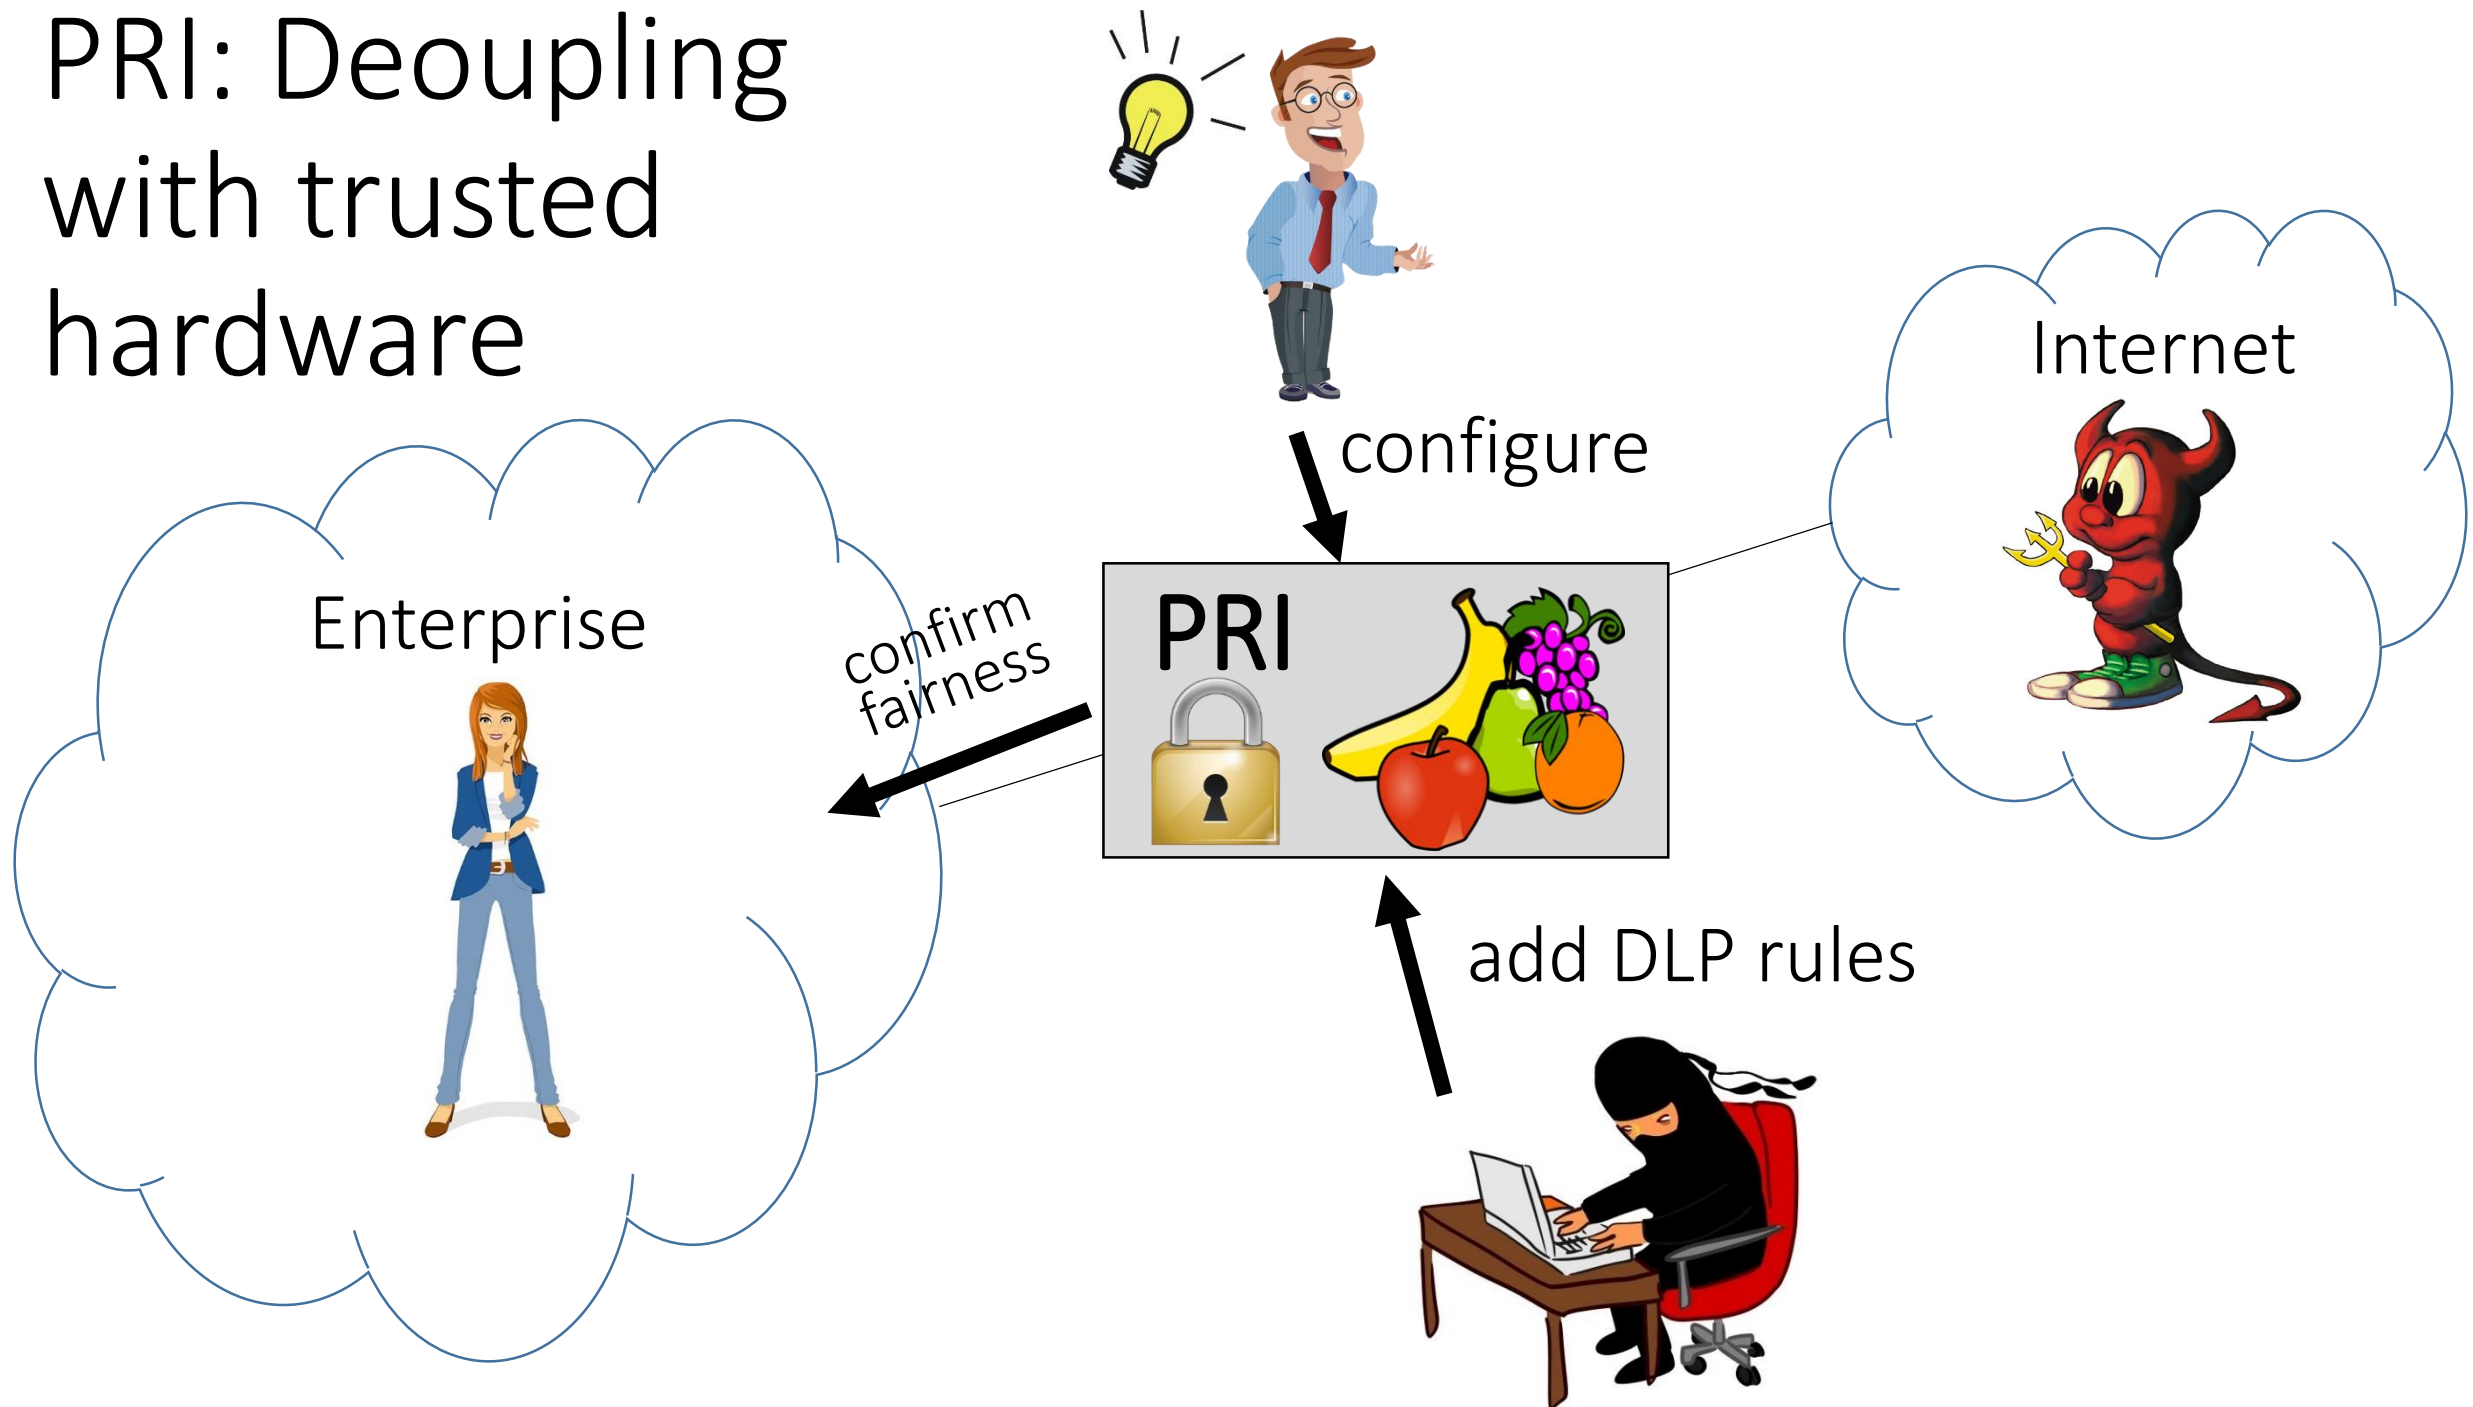 PRI: Deoupling
with trusted
hardware
Internet
configure
Enterprise
confirm
fairness
PRI
add DLP rules